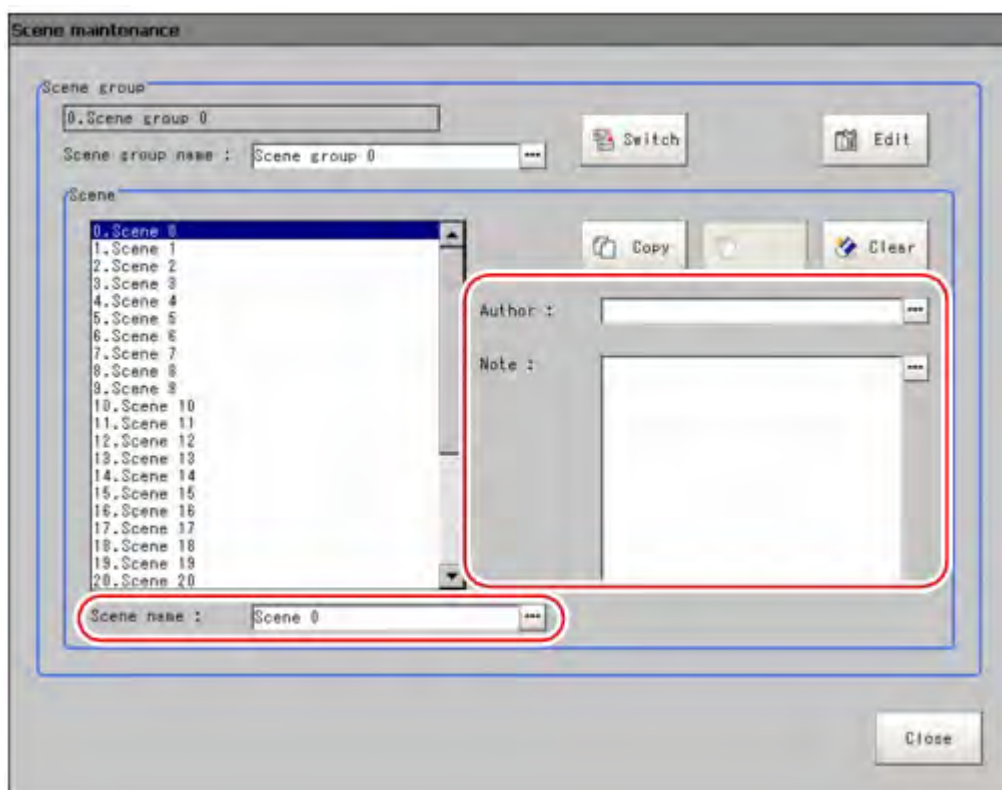 Scene maintenance
Scene group
0.Scene group 0
Scene group name :
Scene group 0
...
Switch
Edit
Scene
0.Scene 0
1.Scene 1
2.Scene 2
3.Scene 3
4.Scene 4
5.Scene 5
6.Scene 6
7.Scene 7
8.Scene 8
9.Scene 9
10.Scene 10
11.Scene 11
12.Scene 12
13.Scene 13
14.Scene 14
15.Scene 15
16.Scene 16
17.Scene 17
18.Scene 18
19.Scene 19
20.Scene 20
Copy
Clear
Author :
...
Note :
...
Scene name :
Scene 0
...
Close